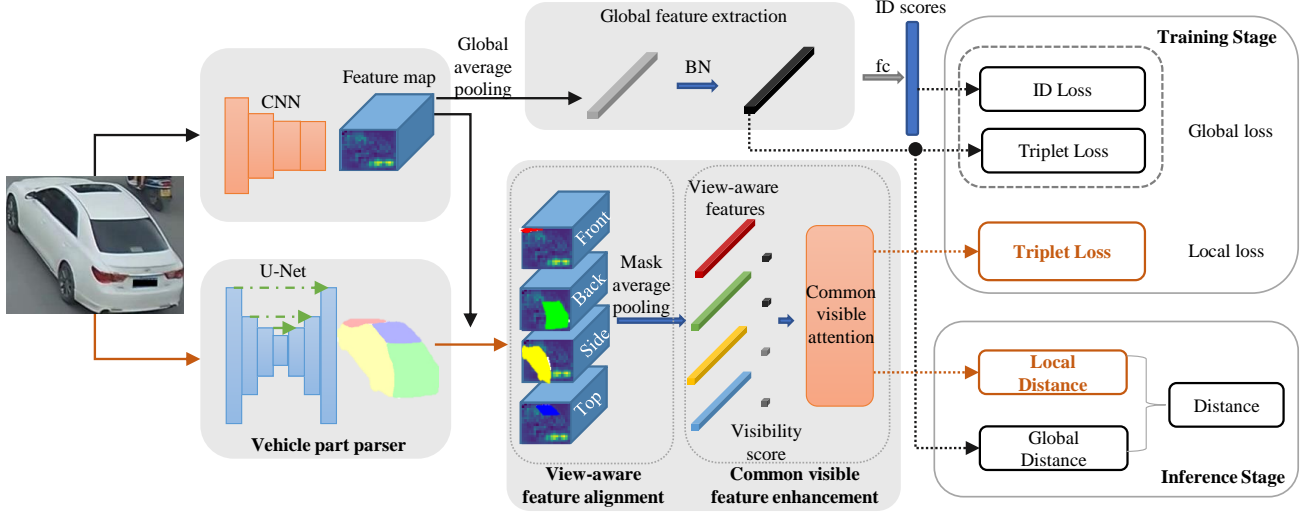 Global feature extraction
ID scores
Training Stage
Global
average
pooling
BN
fc
Feature map
CNN
ID Loss
Triplet Loss
Global loss
U-Net
Vehicle part parser
Front
Back
Side
Top
View-aware
feature alignment
Mask
average
pooling
View-aware
features
Visibility
score
Common
visible
attention
Common visible
feature enhancement
Triplet Loss
Local loss
Local
Distance
Global
Distance
Distance
Inference Stage